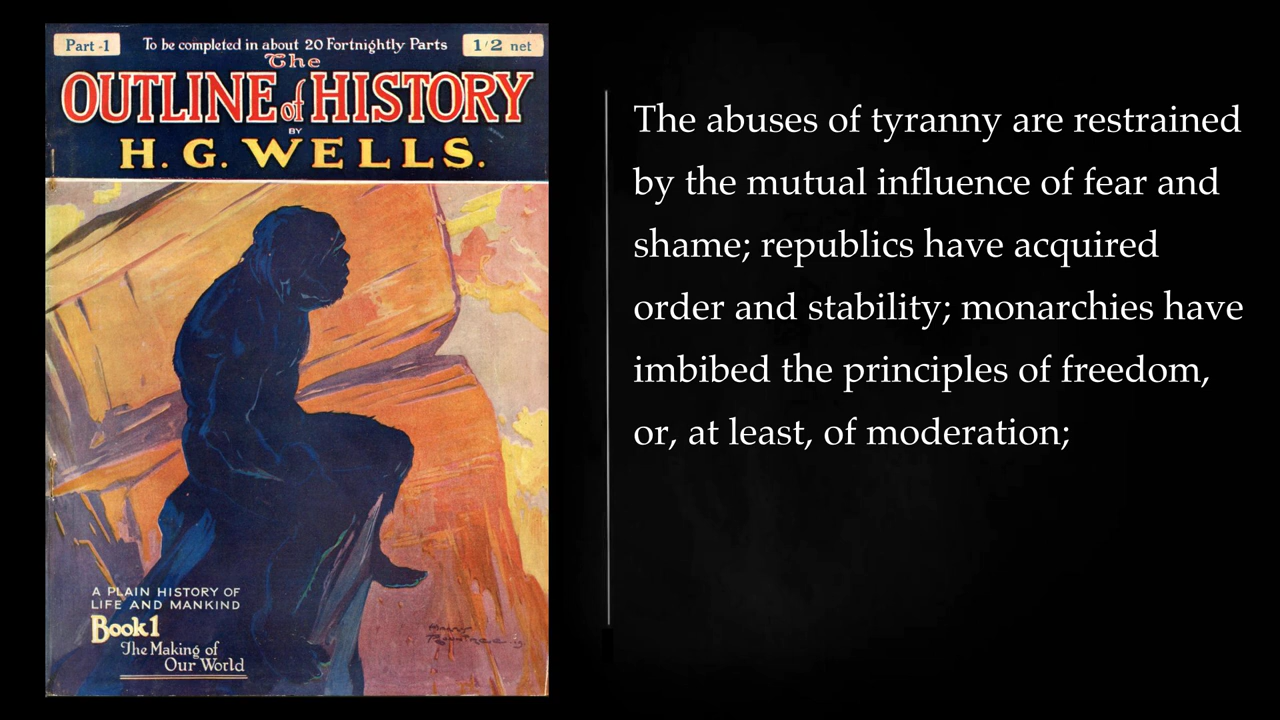 Part -1
To be completed in about 20 Fortnightly Parts
1/2 net
The
OUTLINE of HISTORY
BY
H. G. WELLS.
A PLAIN HISTORY OF
LIFE AND MANKIND
Book 1
The Making of
Our World
The abuses of tyranny are restrained
by the mutual influence of fear and
shame; republics have acquired
order and stability; monarchies have
imbibed the principles of freedom,
or, at least, of moderation;